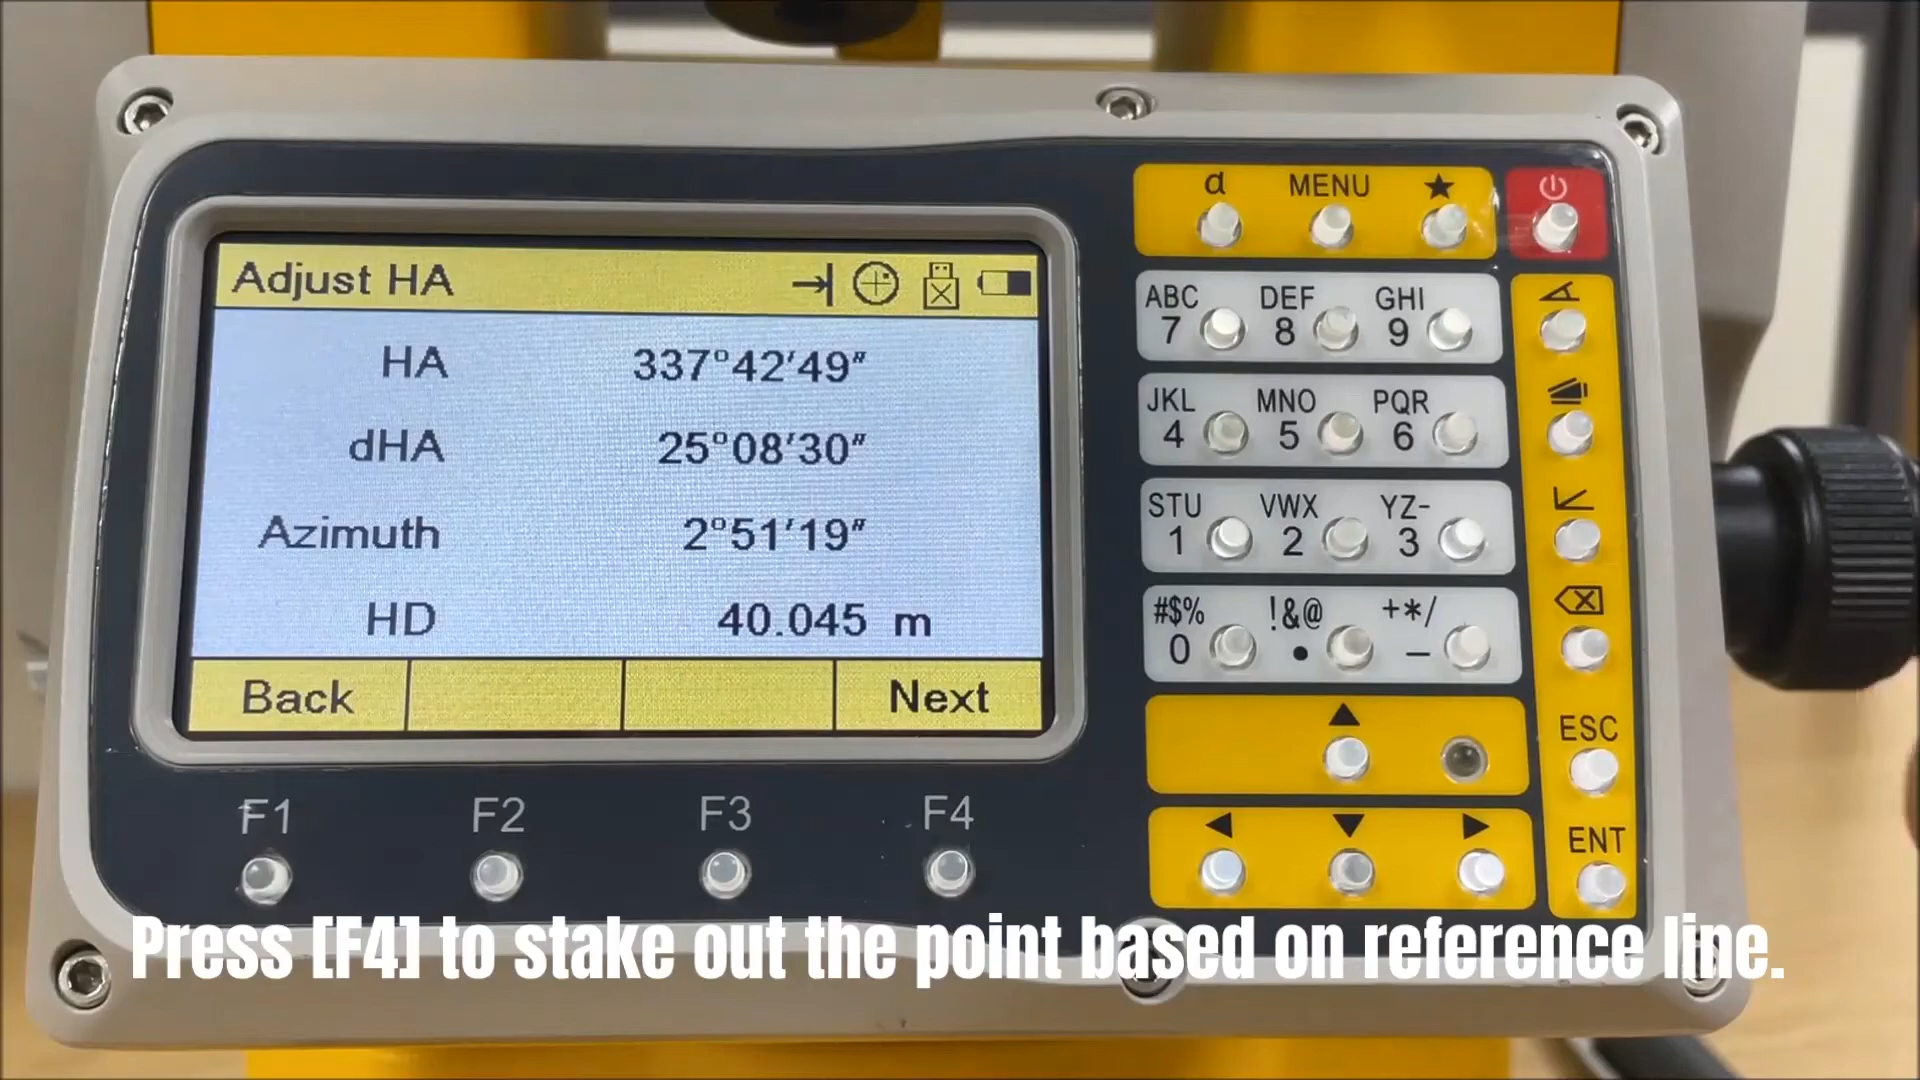 α MENU
Adjust HA
HA 337°42'49"
dHA 25°08'30"
Azimuth 2°51'19"
HD 40.045 m
Back Next
ABC DEF GHI
7 8 9
JKL MNO PQR
4 5 6
STU VWX YZ-
1 2 3
#$% !&@ +*/
0 • −
ESC
ENT
F1 F2 F3 F4
Press [F4] to stake out the point based on reference line.